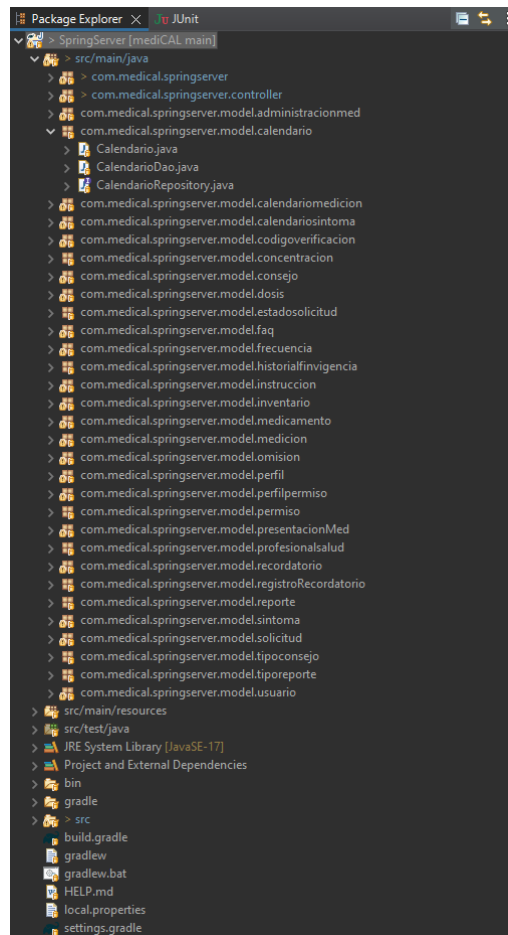 Package Explorer JUnit
> SpringServer [mediCAL main]
> src/main/java
> com.medical.springserver
> com.medical.springserver.controller
com.medical.springserver.model.administracionmed
com.medical.springserver.model.calendario
Calendario.java
CalendarioDao.java
CalendarioRepository.java
com.medical.springserver.model.calendariomedicion
com.medical.springserver.model.calendariosintoma
com.medical.springserver.model.codigoverificacion
com.medical.springserver.model.concentracion
com.medical.springserver.model.consejo
com.medical.springserver.model.dosis
com.medical.springserver.model.estadosolicitud
com.medical.springserver.model.faq
com.medical.springserver.model.frecuencia
com.medical.springserver.model.historialfinvigencia
com.medical.springserver.model.instruccion
com.medical.springserver.model.inventario
com.medical.springserver.model.medicamento
com.medical.springserver.model.medicion
com.medical.springserver.model.omision
com.medical.springserver.model.perfil
com.medical.springserver.model.perfilpermiso
com.medical.springserver.model.permiso
com.medical.springserver.model.presentacionMed
com.medical.springserver.model.profesionalsalud
com.medical.springserver.model.recordatorio
com.medical.springserver.model.registroRecordatorio
com.medical.springserver.model.reporte
com.medical.springserver.model.sintoma
com.medical.springserver.model.solicitud
com.medical.springserver.model.tipoconsejo
com.medical.springserver.model.tiporeporte
com.medical.springserver.model.usuario
src/main/resources
src/test/java
JRE System Library [JavaSE-17]
Project and External Dependencies
bin
gradle
> src
build.gradle
gradlew
gradlew.bat
HELP.md
local.properties
settings.gradle